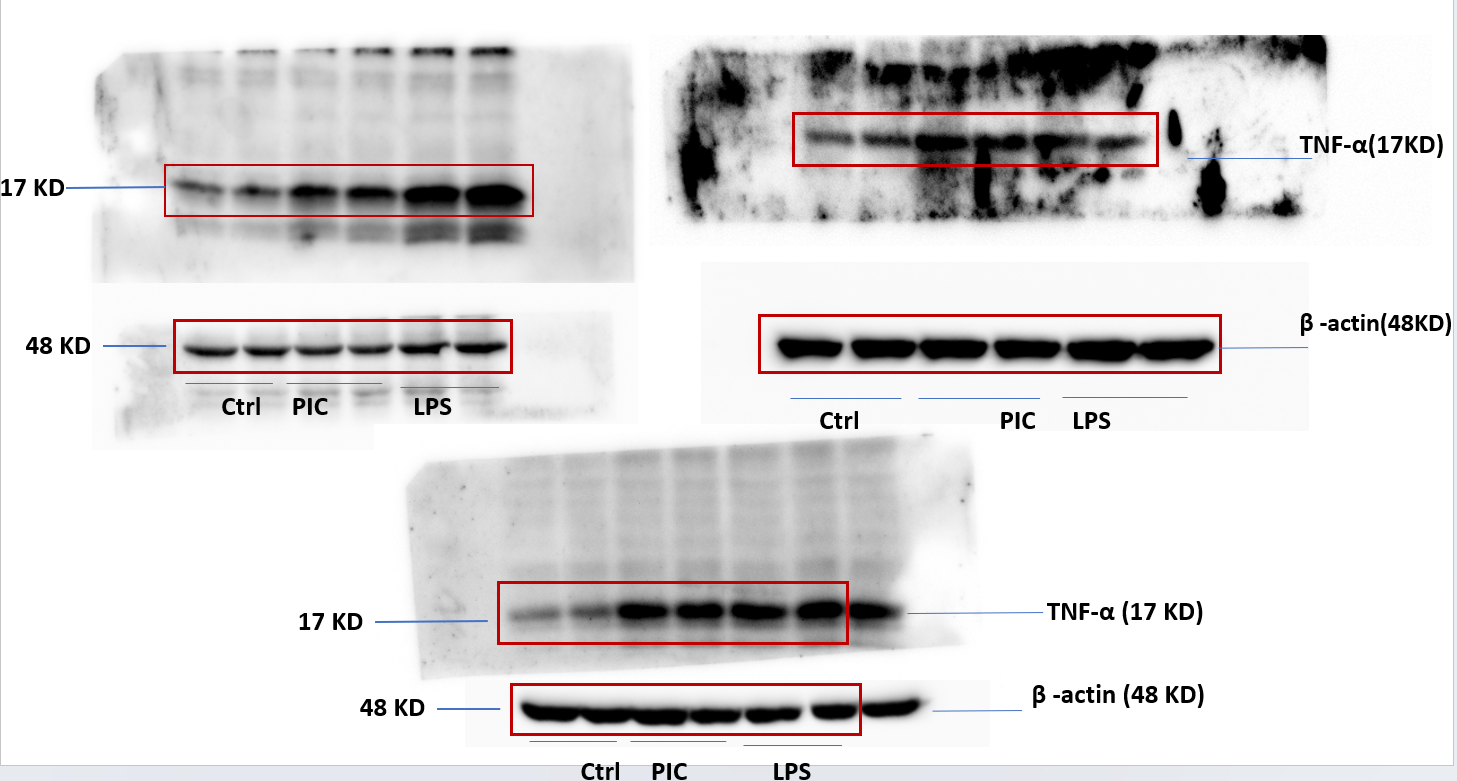 17 KD
TNF-α(17KD)
48 KD
β -actin(48KD)
Ctrl PIC LPS
Ctrl PIC LPS
17 KD
TNF-α (17 KD)
48 KD
β -actin (48 KD)
Ctrl PIC LPS